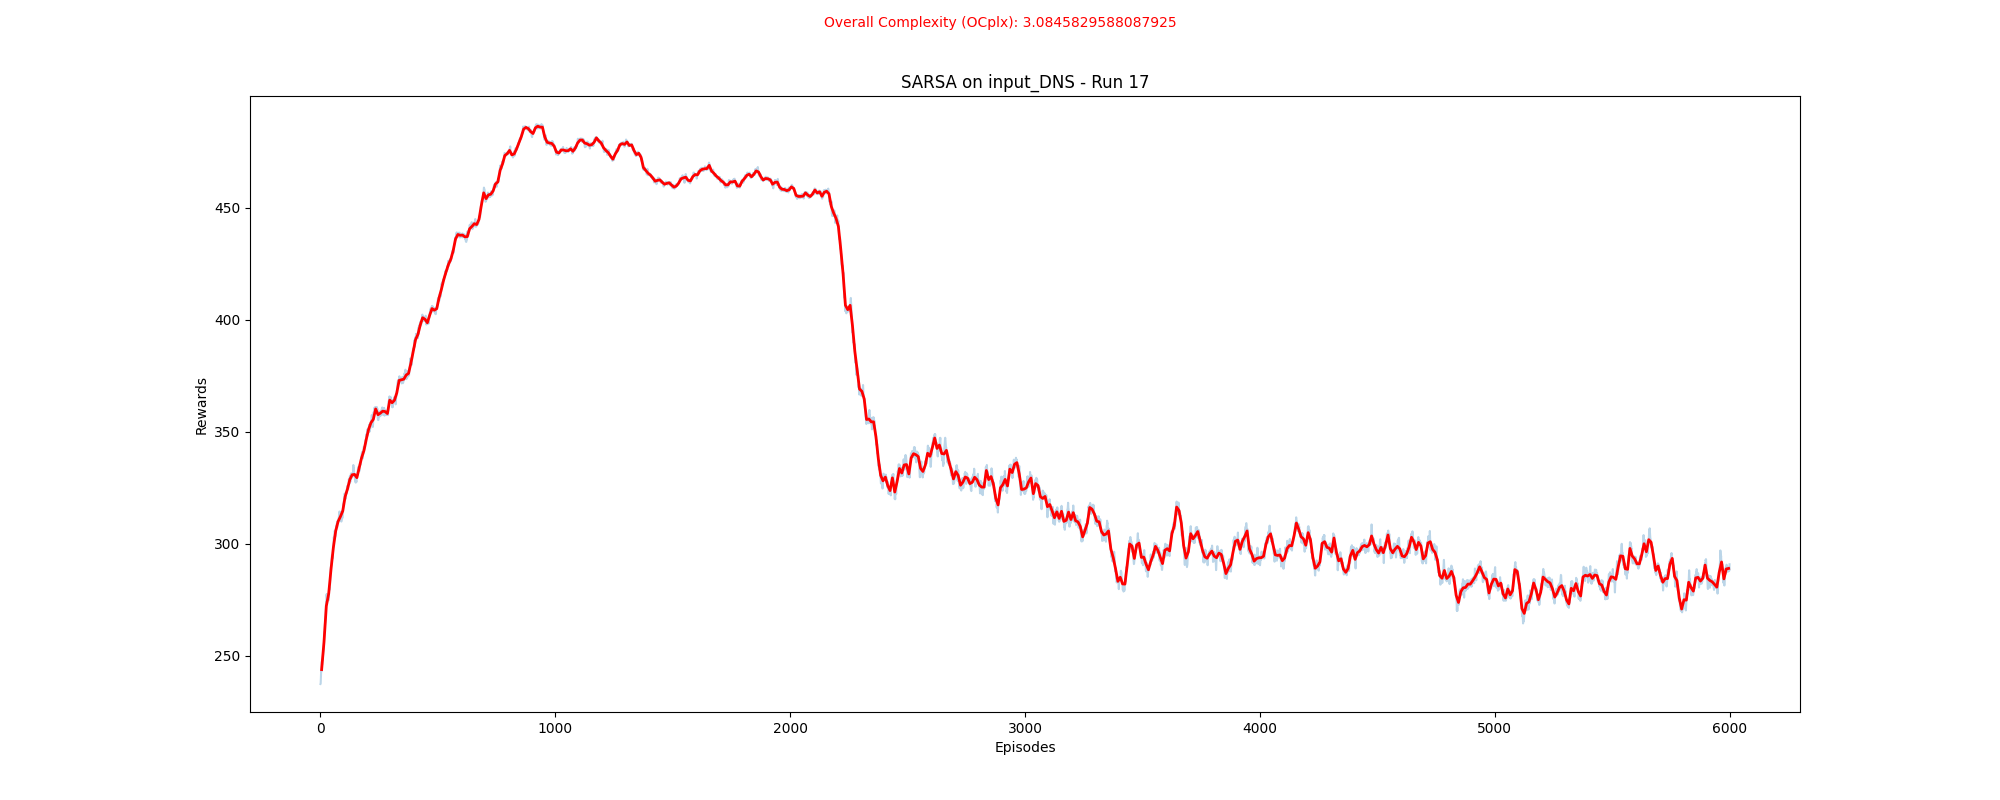 Overall Complexity (OCplx): 3.0845829588087925
SARSA on input_DNS - Run 17
Rewards
450
400
350
300
250
0 1000 2000 3000 4000 5000 6000
Episodes